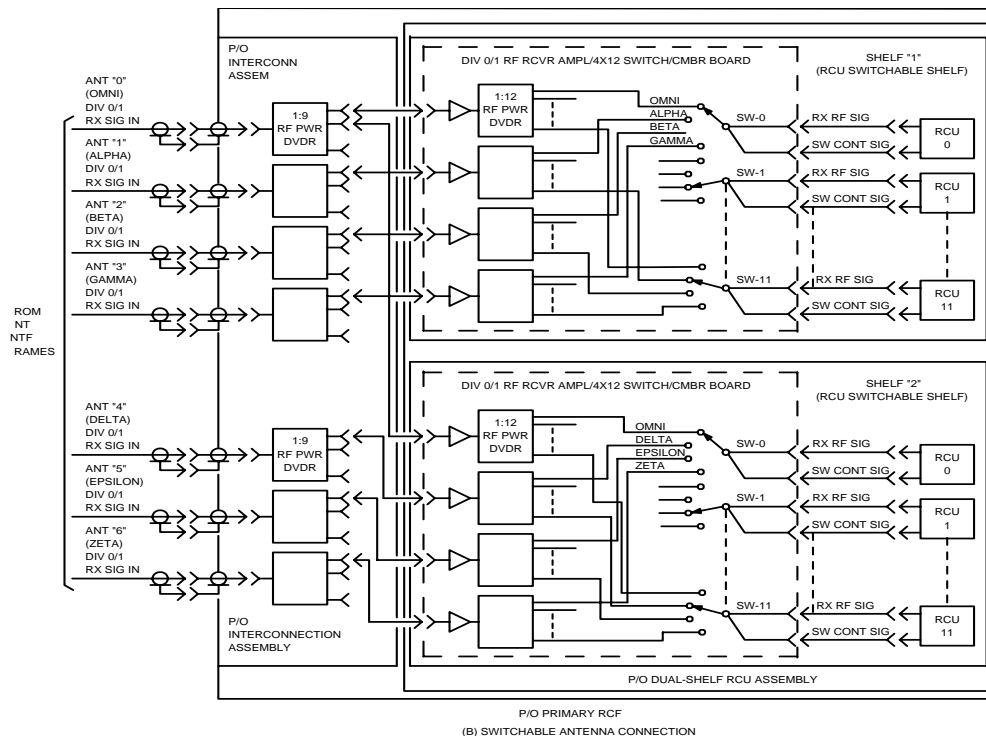 P/O
INTERCONN
ASSEM
DIV 0/1 RF RCVR AMPL/4X12 SWITCH/CMBR BOARD
SHELF "1"
(RCU SWITCHABLE SHELF)
ANT "0"
(OMNI)
DIV 0/1
RX SIG IN
ANT "1"
(ALPHA)
DIV 0/1
RX SIG IN
ANT "2"
(BETA)
DIV 0/1
RX SIG IN
ANT "3"
(GAMMA)
DIV 0/1
RX SIG IN
1:9
RF PWR
DVDR
1:12
RF PWR
DVDR
OMNI
ALPHA
BETA
GAMMA
SW-0
RX RF SIG
SW CONT SIG
RCU
0
SW-1
RX RF SIG
SW CONT SIG
RCU
1
SW-11
RX RF SIG
SW CONT SIG
RCU
11
ROM
NT
NTF
RAMES
DIV 0/1 RF RCVR AMPL/4X12 SWITCH/CMBR BOARD
SHELF "2"
(RCU SWITCHABLE SHELF)
ANT "4"
(DELTA)
DIV 0/1
RX SIG IN
ANT "5"
(EPSILON)
DIV 0/1
RX SIG IN
ANT "6"
(ZETA)
DIV 0/1
RX SIG IN
1:9
RF PWR
DVDR
1:12
RF PWR
DVDR
OMNI
DELTA
EPSILON
ZETA
SW-0
RX RF SIG
SW CONT SIG
RCU
0
SW-1
RX RF SIG
SW CONT SIG
RCU
1
SW-11
RX RF SIG
SW CONT SIG
RCU
11
P/O
INTERCONNECTION
ASSEMBLY
P/O DUAL-SHELF RCU ASSEMBLY
P/O PRIMARY RCF
(B) SWITCHABLE ANTENNA CONNECTION